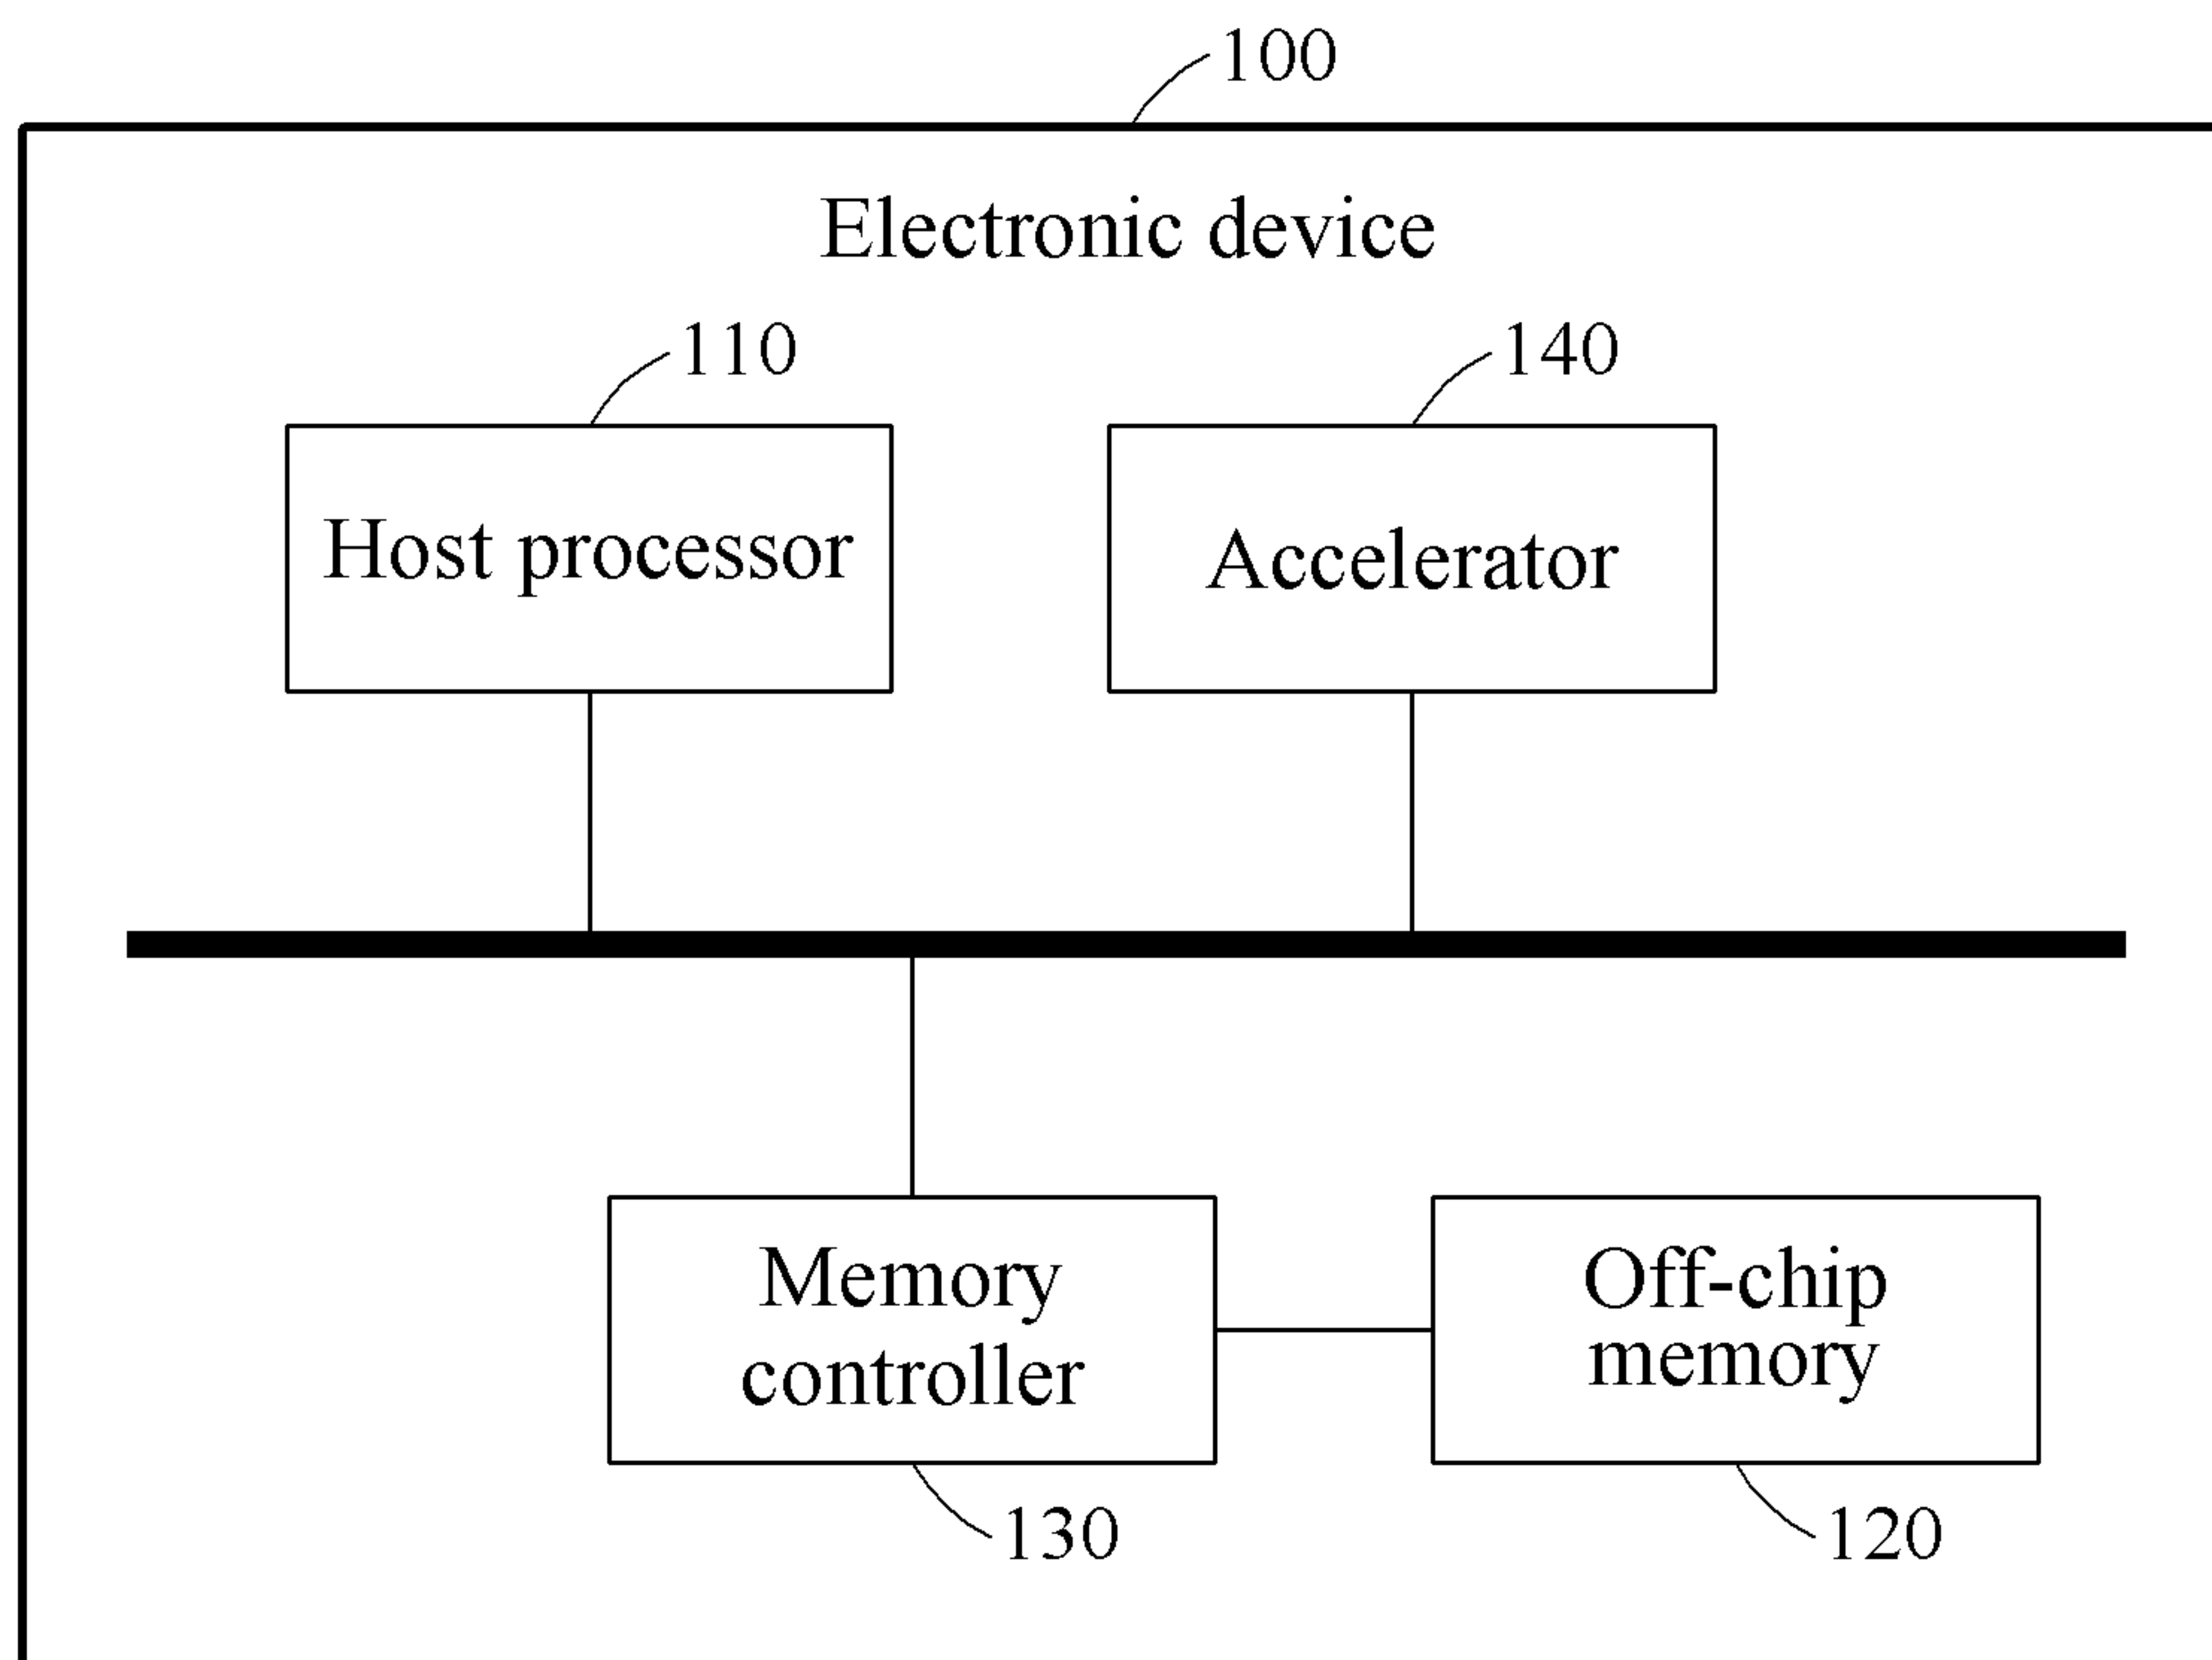 100
Electronic device
110
140
Host processor
Accelerator
Memory
controller
Off-chip
memory
130
120